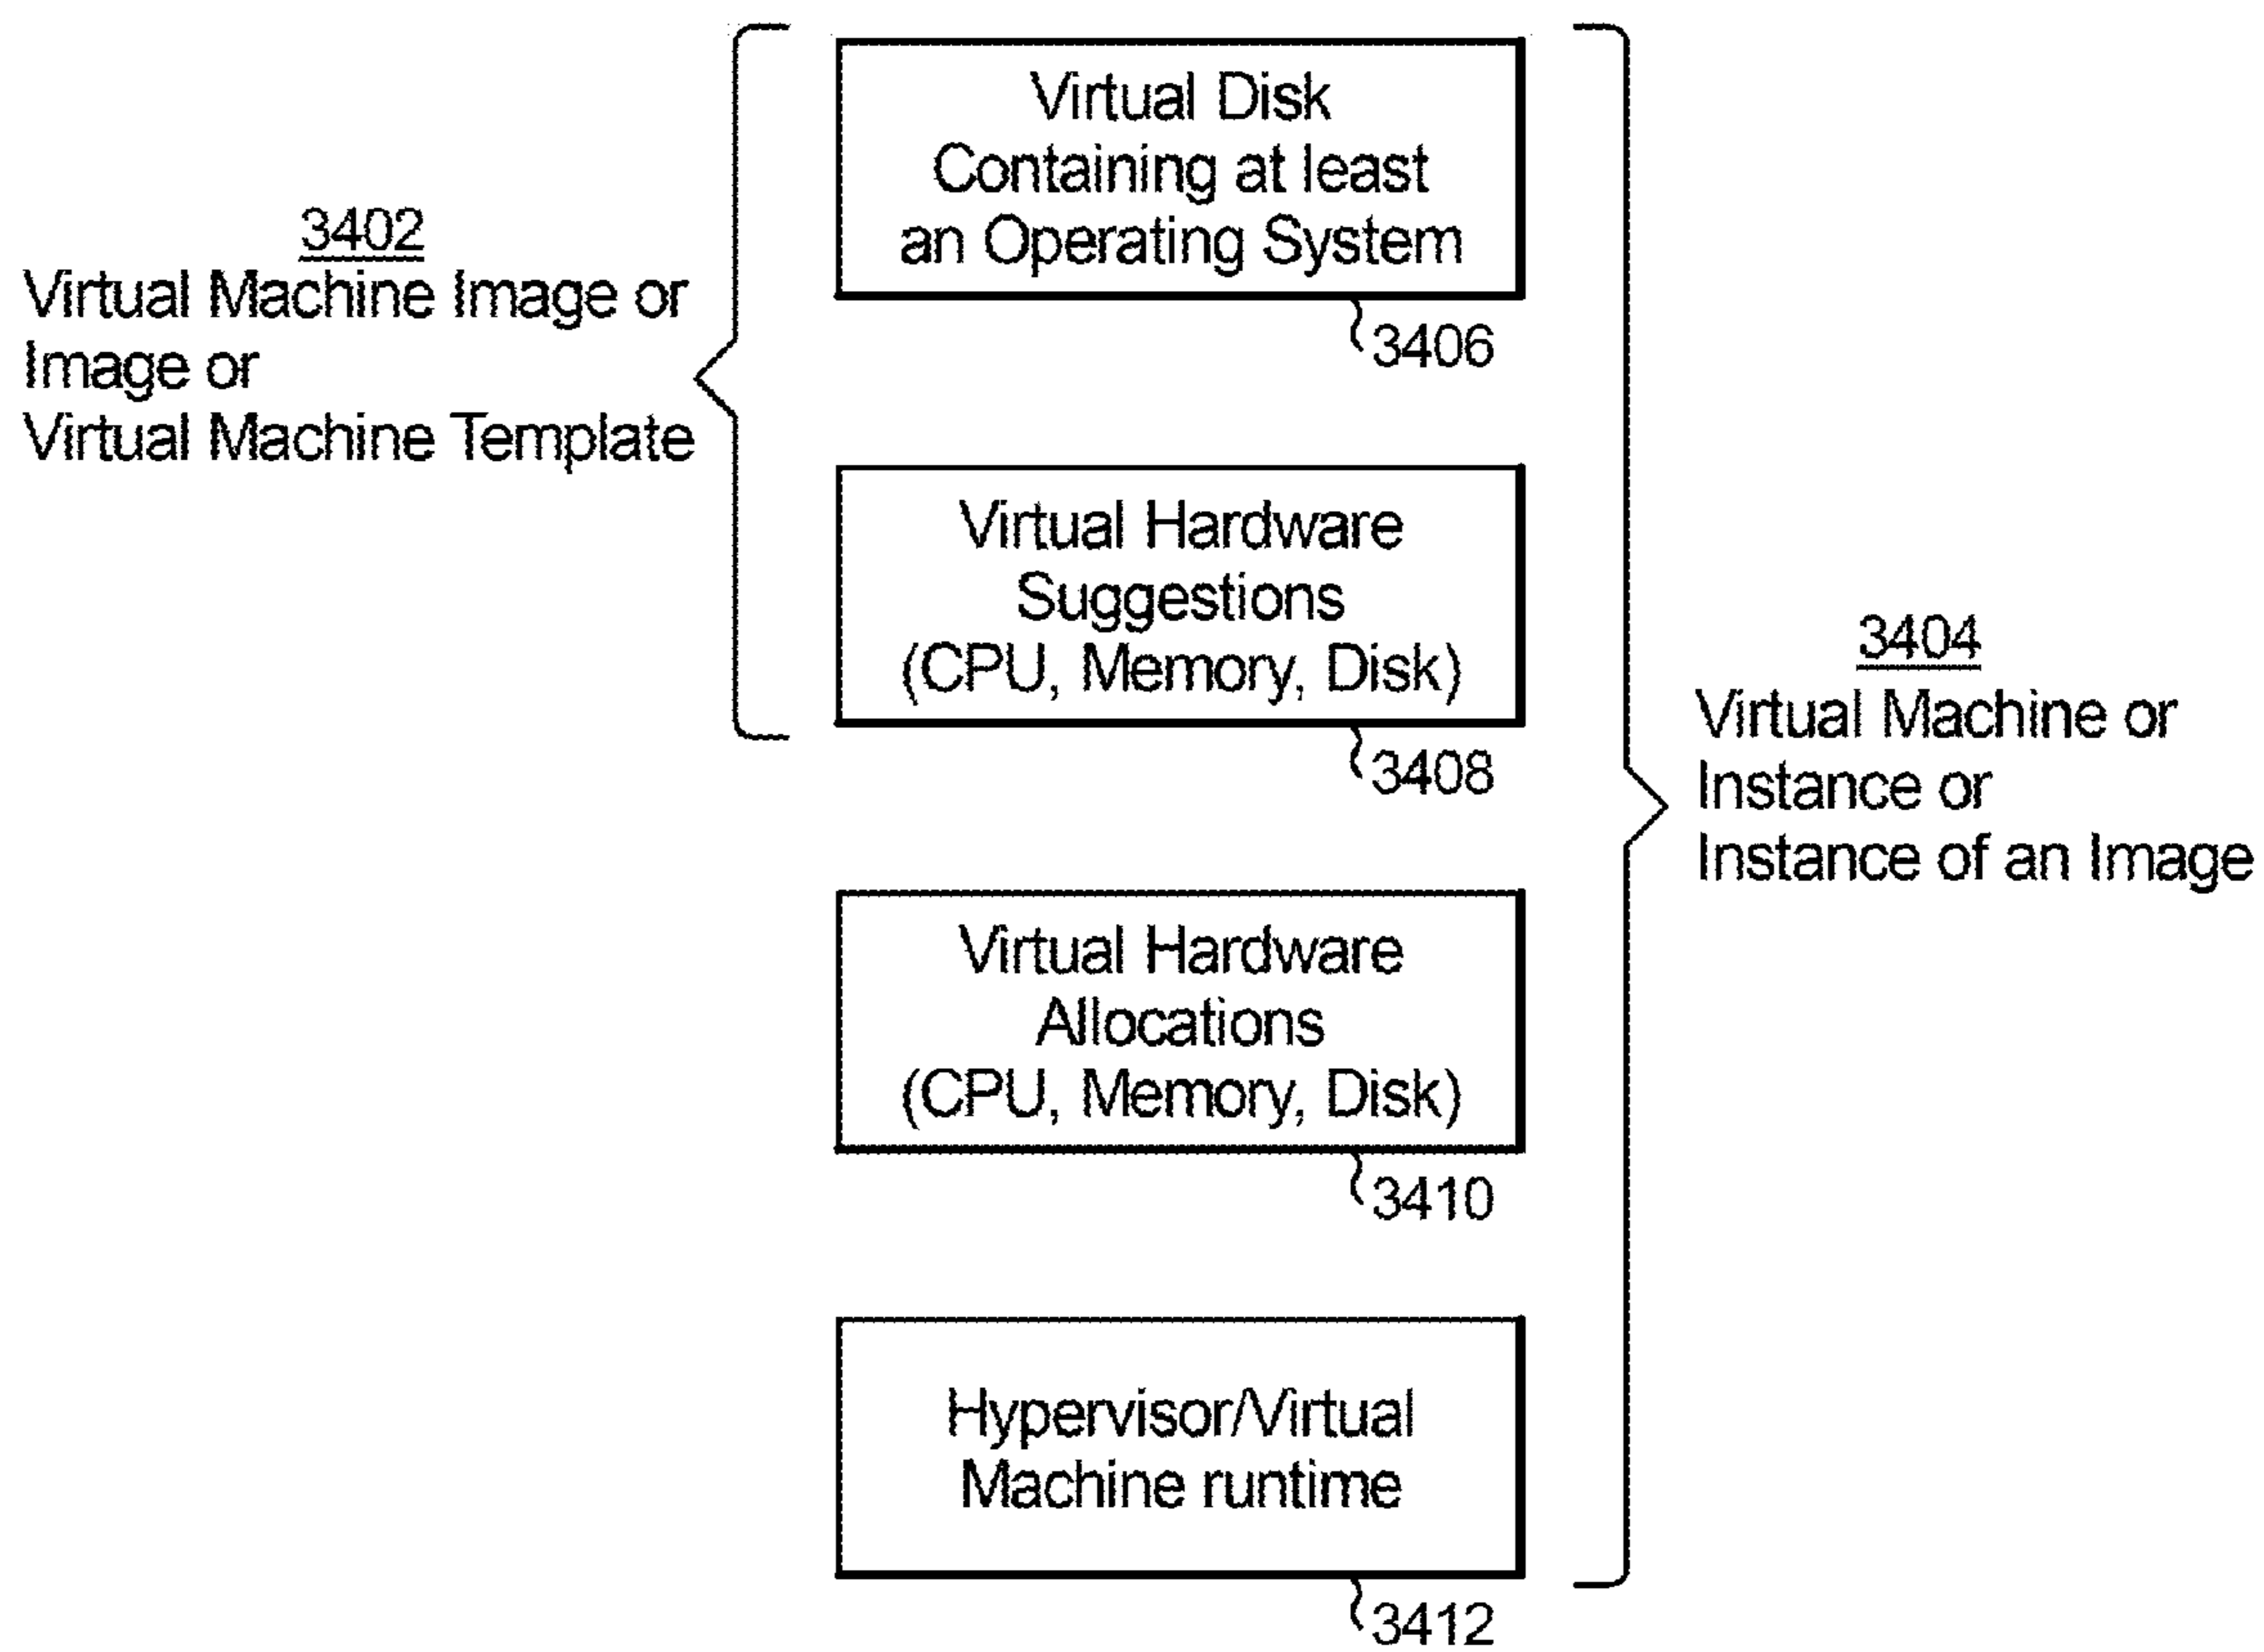 3402
Virtual Machine Image or
Image or
Virtual Machine Template
Virtual Disk
Containing at least
an Operating System
3406
Virtual Hardware
Suggestions
(CPU, Memory, Disk)
3408
Virtual Hardware
Allocations
(CPU, Memory, Disk)
3410
Hypervisor/Virtual
Machine runtime
3412
3404
Virtual Machine or
Instance or
Instance of an Image